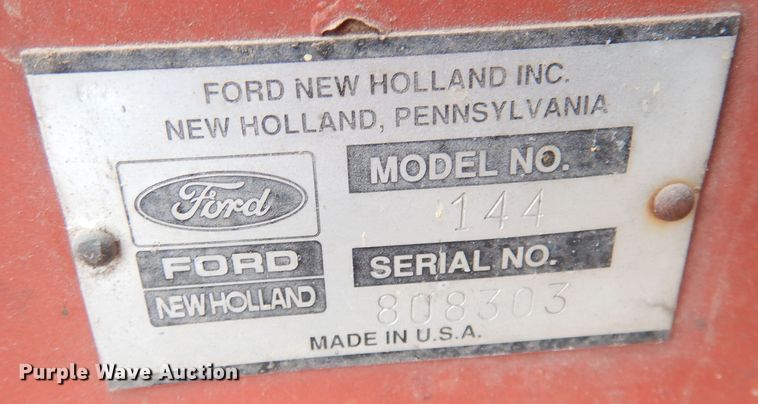 FORD NEW HOLLAND INC.
NEW HOLLAND, PENNSYLVANIA
Ford
FORD
NEW HOLLAND
MODEL NO.
144
SERIAL NO.
808303
MADE IN U.S.A.
Purple Wave Auction